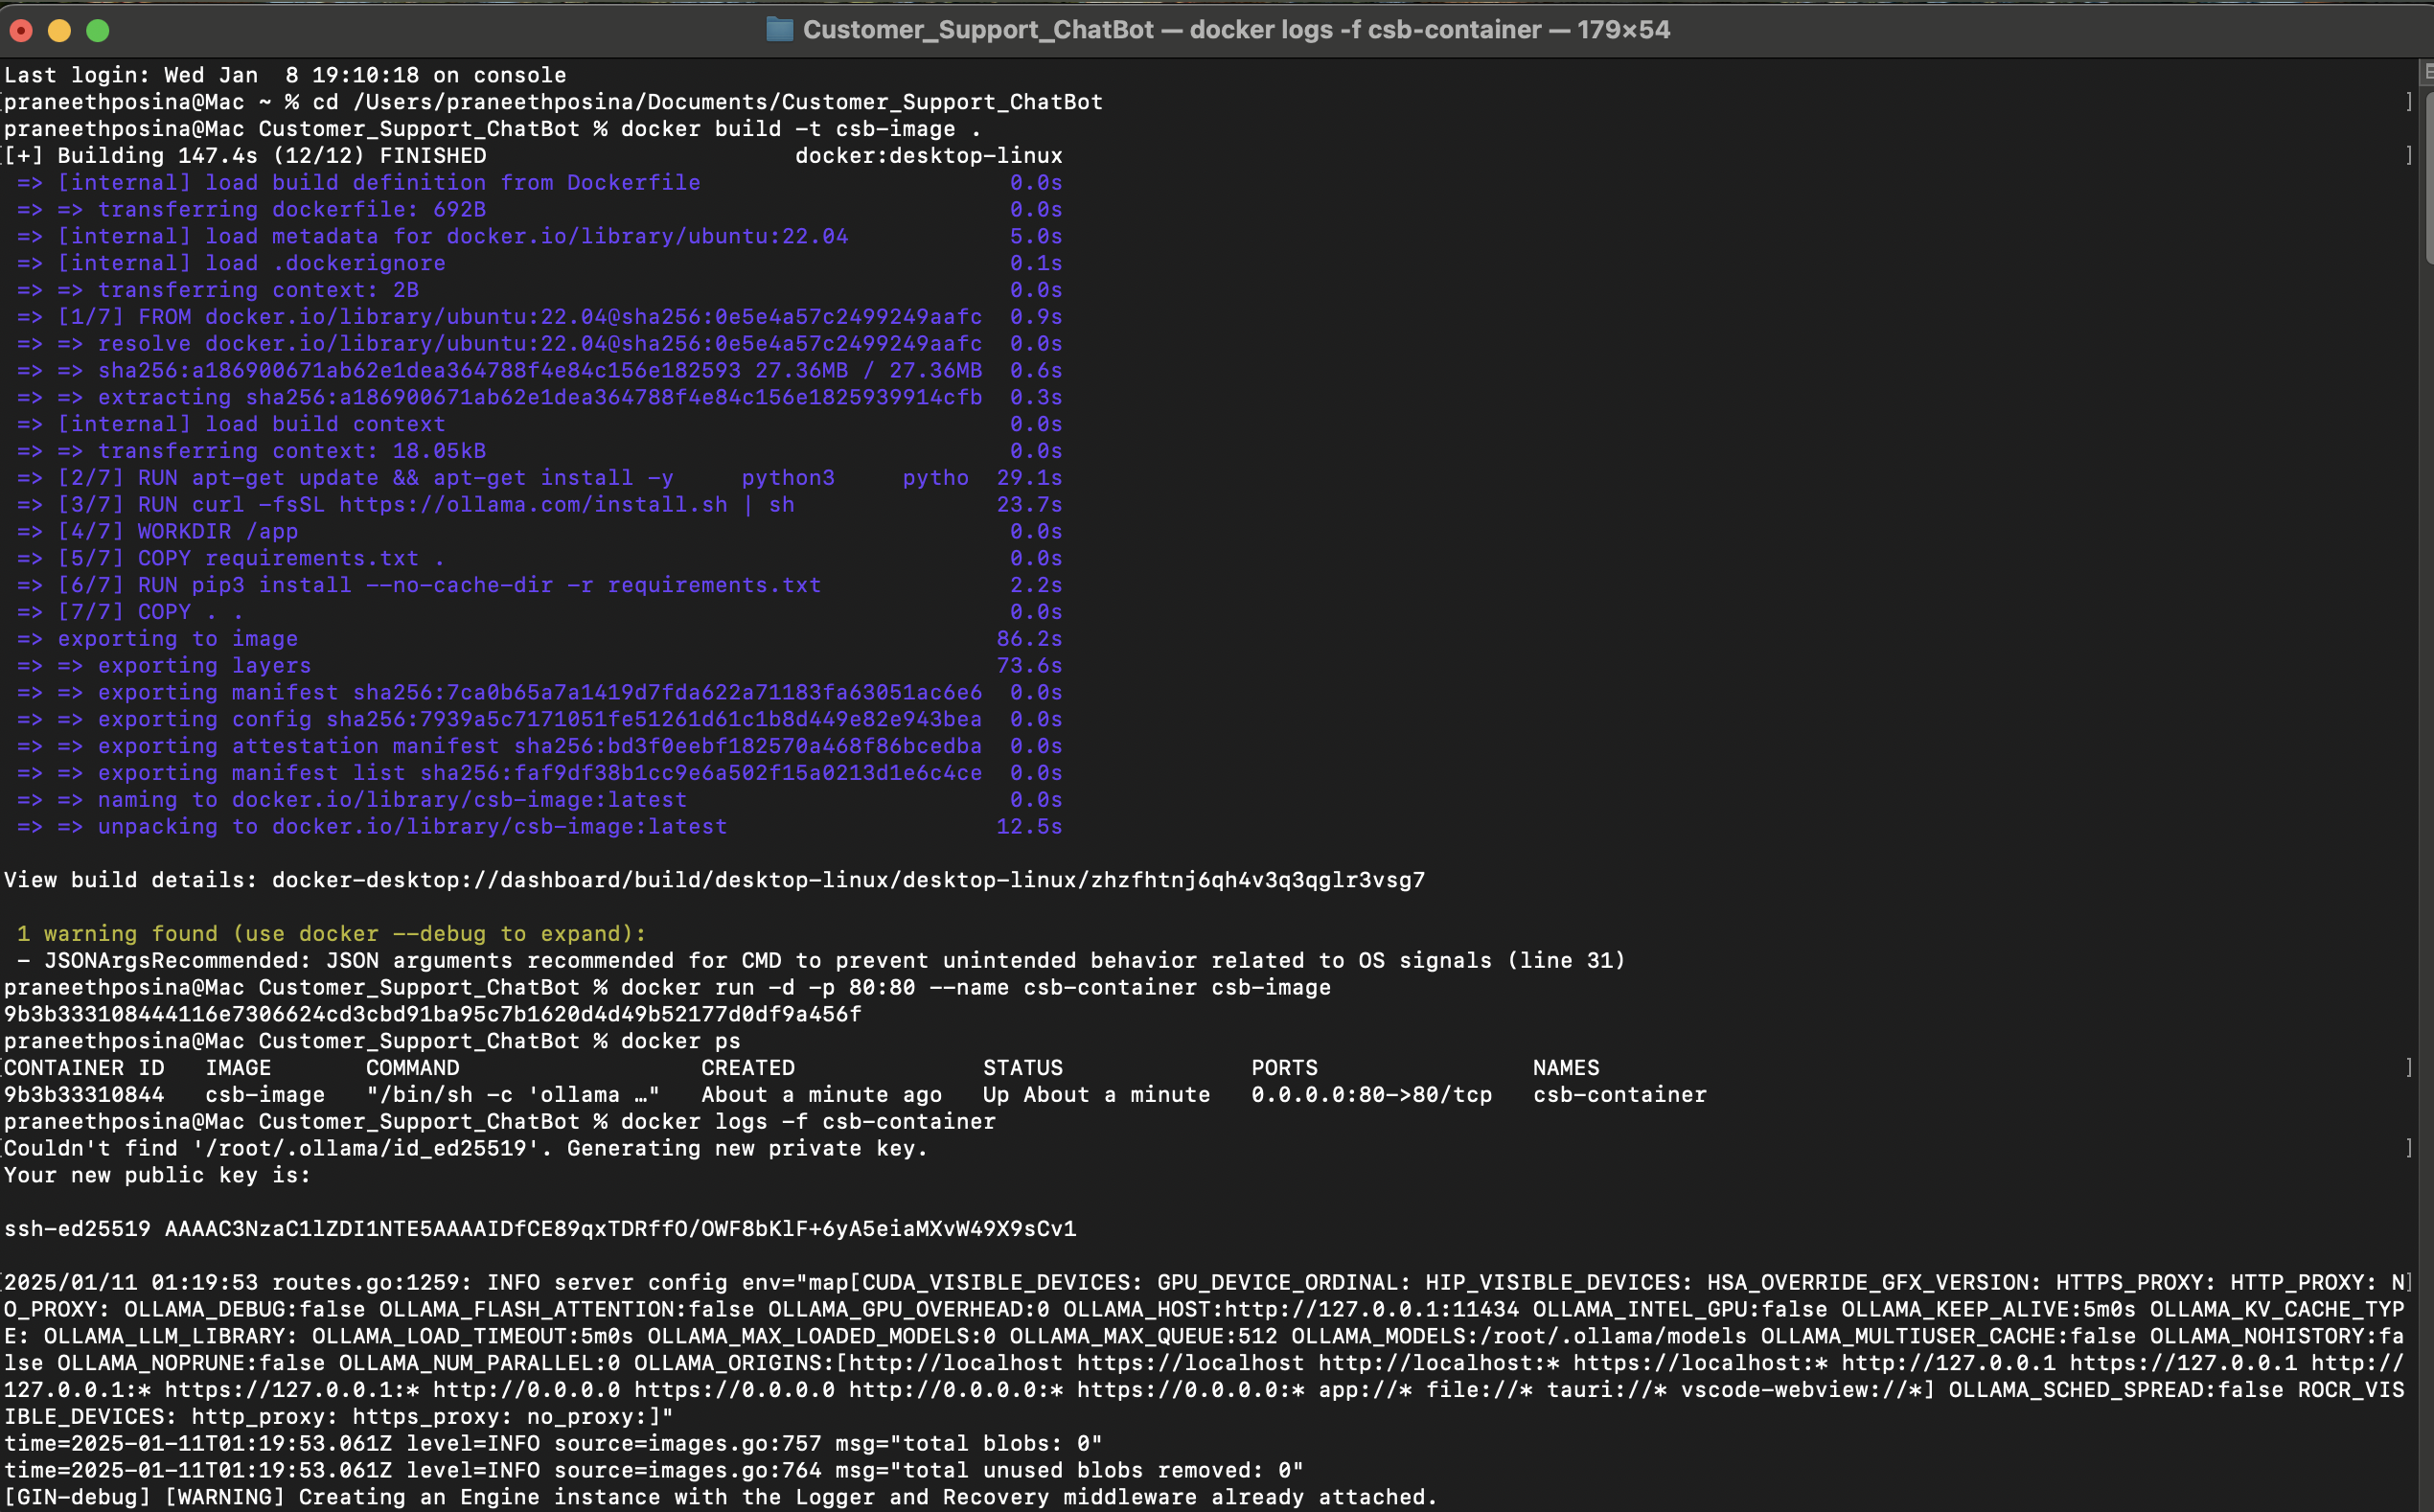 Customer_Support_ChatBot — docker logs -f csb-container — 179×54
Last login: Wed Jan  8 19:10:18 on console
[praneethposina@Mac ~ % cd /Users/praneethposina/Documents/Customer_Support_ChatBot ]
praneethposina@Mac Customer_Support_ChatBot % docker build -t csb-image .
[[+] Building 147.4s (12/12) FINISHED                       docker:desktop-linux ]
 => [internal] load build definition from Dockerfile                       0.0s
 => => transferring dockerfile: 692B                                       0.0s
 => [internal] load metadata for docker.io/library/ubuntu:22.04            5.0s
 => [internal] load .dockerignore                                          0.1s
 => => transferring context: 2B                                            0.0s
 => [1/7] FROM docker.io/library/ubuntu:22.04@sha256:0e5e4a57c2499249aafc  0.9s
 => => resolve docker.io/library/ubuntu:22.04@sha256:0e5e4a57c2499249aafc  0.0s
 => => sha256:a186900671ab62e1dea364788f4e84c156e182593 27.36MB / 27.36MB  0.6s
 => => extracting sha256:a186900671ab62e1dea364788f4e84c156e1825939914cfb  0.3s
 => [internal] load build context                                          0.0s
 => => transferring context: 18.05kB                                       0.0s
 => [2/7] RUN apt-get update && apt-get install -y     python3     pytho  29.1s
 => [3/7] RUN curl -fsSL https://ollama.com/install.sh | sh               23.7s
 => [4/7] WORKDIR /app                                                     0.0s
 => [5/7] COPY requirements.txt .                                          0.0s
 => [6/7] RUN pip3 install --no-cache-dir -r requirements.txt              2.2s
 => [7/7] COPY . .                                                         0.0s
 => exporting to image                                                    86.2s
 => => exporting layers                                                   73.6s
 => => exporting manifest sha256:7ca0b65a7a1419d7fda622a71183fa63051ac6e6  0.0s
 => => exporting config sha256:7939a5c7171051fe51261d61c1b8d449e82e943bea  0.0s
 => => exporting attestation manifest sha256:bd3f0eebf182570a468f86bcedba  0.0s
 => => exporting manifest list sha256:faf9df38b1cc9e6a502f15a0213d1e6c4ce  0.0s
 => => naming to docker.io/library/csb-image:latest                        0.0s
 => => unpacking to docker.io/library/csb-image:latest                    12.5s
View build details: docker-desktop://dashboard/build/desktop-linux/desktop-linux/zhzfhtnj6qh4v3q3qglr3vsg7
 1 warning found (use docker --debug to expand):
 - JSONArgsRecommended: JSON arguments recommended for CMD to prevent unintended behavior related to OS signals (line 31)
praneethposina@Mac Customer_Support_ChatBot % docker run -d -p 80:80 --name csb-container csb-image
9b3b333108444116e7306624cd3cbd91ba95c7b1620d4d49b52177d0df9a456f
praneethposina@Mac Customer_Support_ChatBot % docker ps
[CONTAINER ID   IMAGE       COMMAND                  CREATED              STATUS              PORTS                NAMES ]
9b3b33310844   csb-image   "/bin/sh -c 'ollama …"   About a minute ago   Up About a minute   0.0.0.0:80->80/tcp   csb-container
praneethposina@Mac Customer_Support_ChatBot % docker logs -f csb-container
[Couldn't find '/root/.ollama/id_ed25519'. Generating new private key. ]
Your new public key is:
ssh-ed25519 AAAAC3NzaC1lZDI1NTE5AAAAIDfCE89qxTDRffO/OWF8bKlF+6yA5eiaMXvW49X9sCv1
[2025/01/11 01:19:53 routes.go:1259: INFO server config env="map[CUDA_VISIBLE_DEVICES: GPU_DEVICE_ORDINAL: HIP_VISIBLE_DEVICES: HSA_OVERRIDE_GFX_VERSION: HTTPS_PROXY: HTTP_PROXY: N]
O_PROXY: OLLAMA_DEBUG:false OLLAMA_FLASH_ATTENTION:false OLLAMA_GPU_OVERHEAD:0 OLLAMA_HOST:http://127.0.0.1:11434 OLLAMA_INTEL_GPU:false OLLAMA_KEEP_ALIVE:5m0s OLLAMA_KV_CACHE_TYP
E: OLLAMA_LLM_LIBRARY: OLLAMA_LOAD_TIMEOUT:5m0s OLLAMA_MAX_LOADED_MODELS:0 OLLAMA_MAX_QUEUE:512 OLLAMA_MODELS:/root/.ollama/models OLLAMA_MULTIUSER_CACHE:false OLLAMA_NOHISTORY:fa
lse OLLAMA_NOPRUNE:false OLLAMA_NUM_PARALLEL:0 OLLAMA_ORIGINS:[http://localhost https://localhost http://localhost:* https://localhost:* http://127.0.0.1 https://127.0.0.1 http://
127.0.0.1:* https://127.0.0.1:* http://0.0.0.0 https://0.0.0.0 http://0.0.0.0:* https://0.0.0.0:* app://* file://* tauri://* vscode-webview://*] OLLAMA_SCHED_SPREAD:false ROCR_VIS
IBLE_DEVICES: http_proxy: https_proxy: no_proxy:]"
time=2025-01-11T01:19:53.061Z level=INFO source=images.go:757 msg="total blobs: 0"
time=2025-01-11T01:19:53.061Z level=INFO source=images.go:764 msg="total unused blobs removed: 0"
[GIN-debug] [WARNING] Creating an Engine instance with the Logger and Recovery middleware already attached.